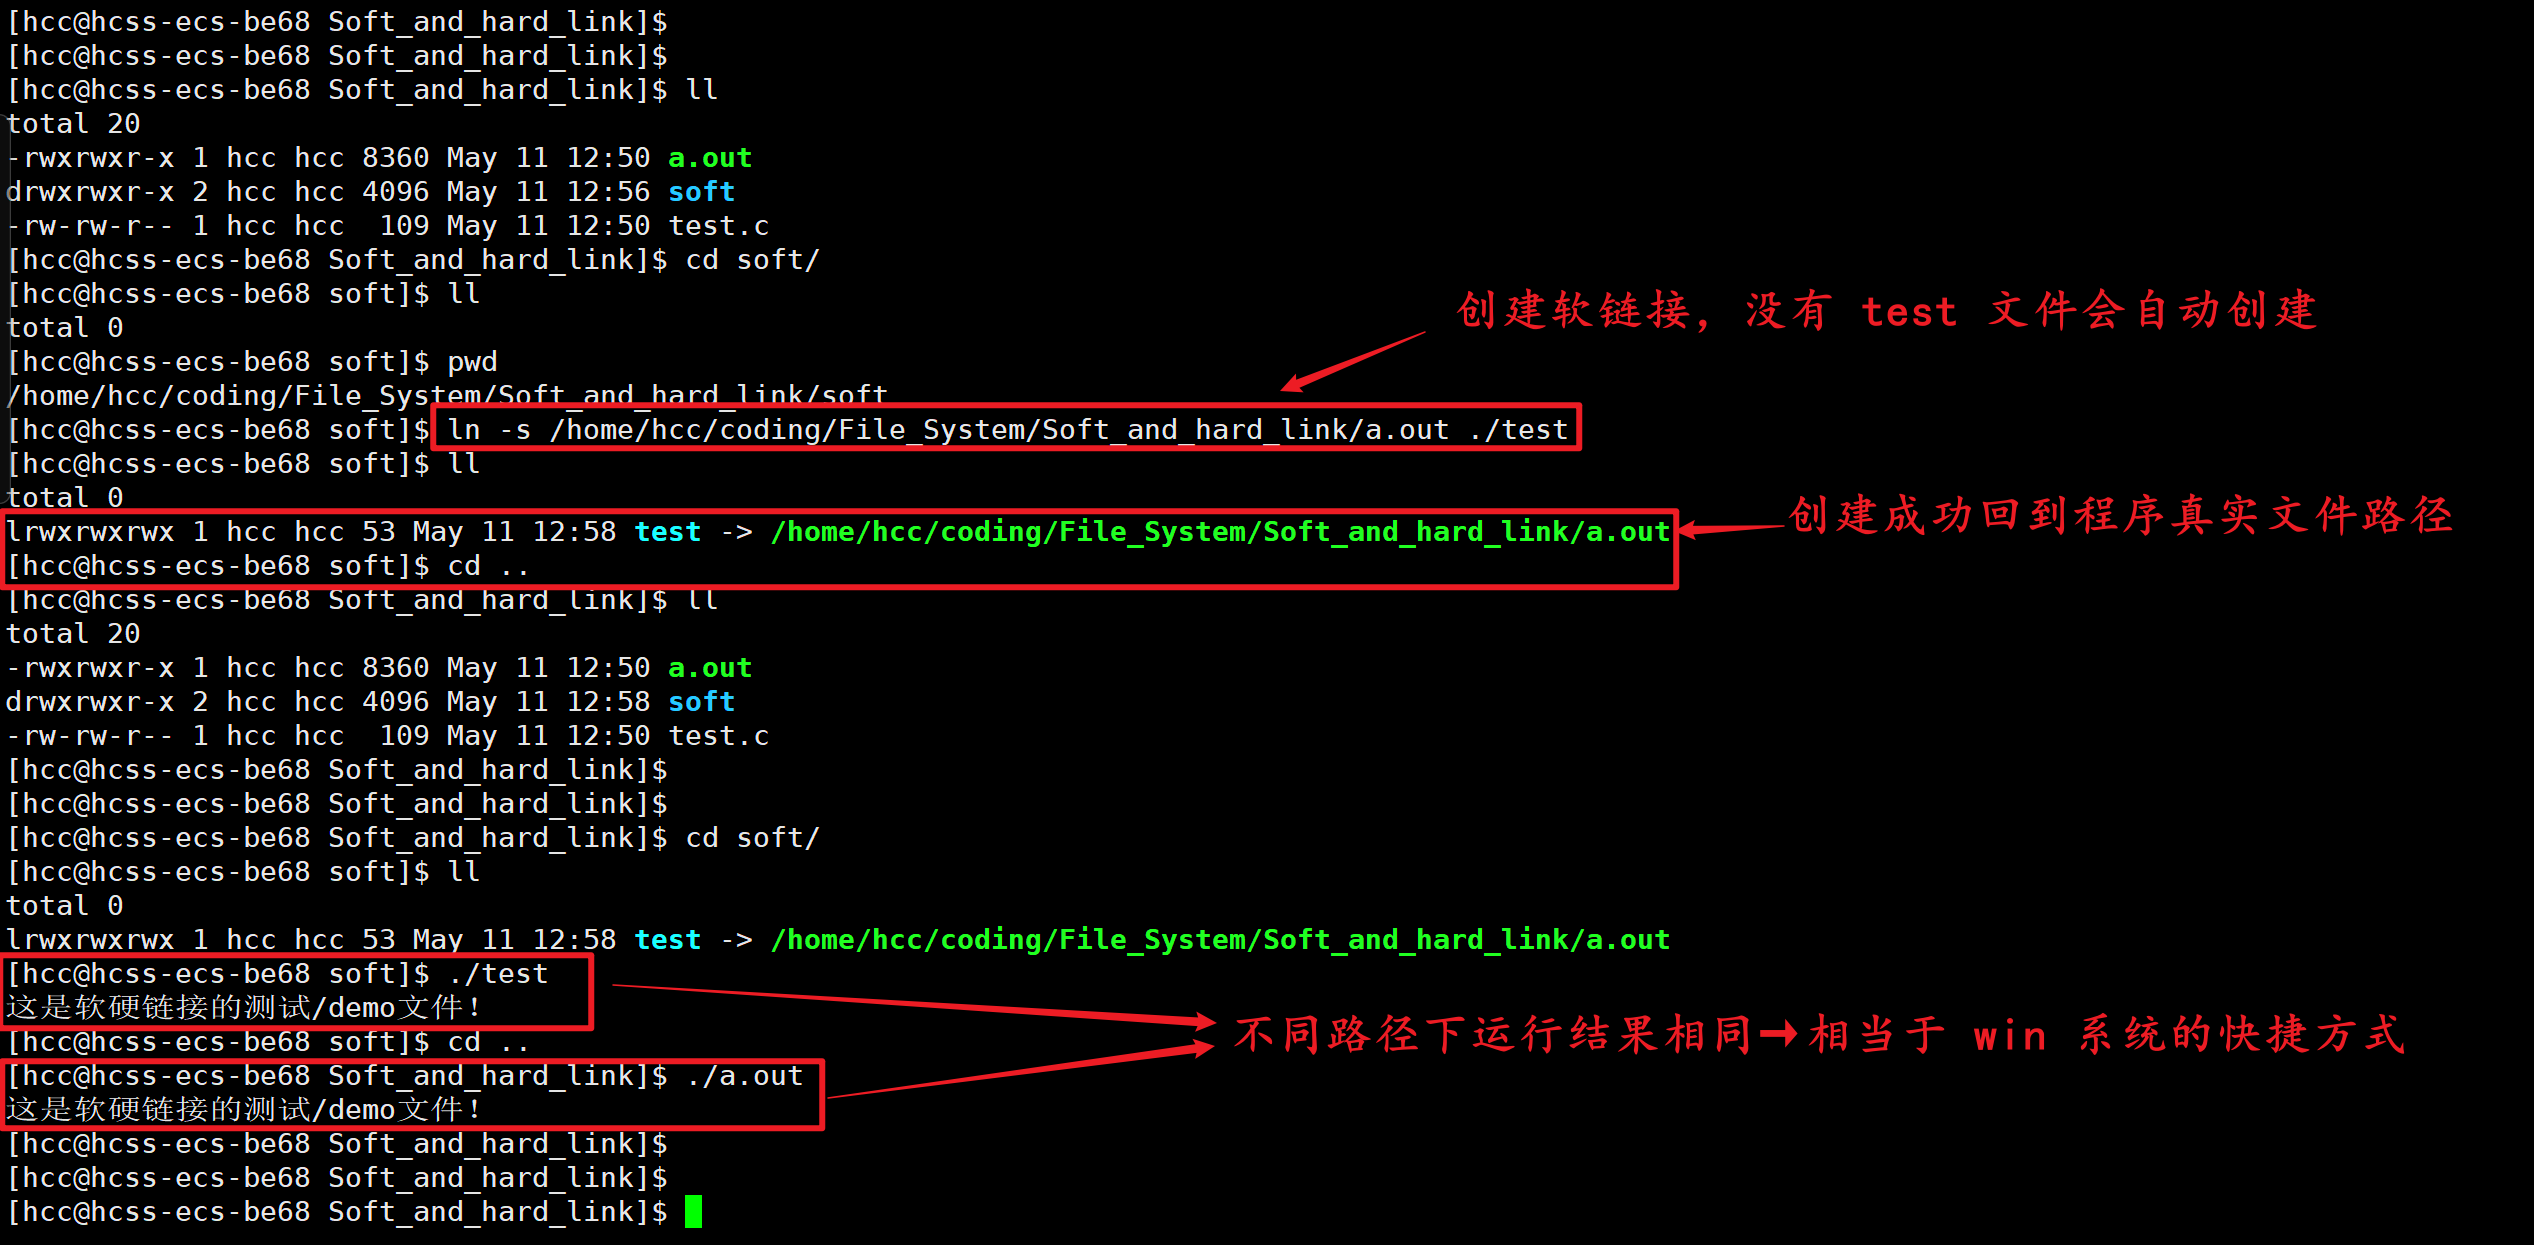 [hcc@hcss-ecs-be68 Soft_and_hard_link]$
[hcc@hcss-ecs-be68 Soft_and_hard_link]$
[hcc@hcss-ecs-be68 Soft_and_hard_link]$ ll
total 20
-rwxrwxr-x 1 hcc hcc 8360 May 11 12:50 a.out
drwxrwxr-x 2 hcc hcc 4096 May 11 12:56 soft
-rw-rw-r-- 1 hcc hcc  109 May 11 12:50 test.c
[hcc@hcss-ecs-be68 Soft_and_hard_link]$ cd soft/
[hcc@hcss-ecs-be68 soft]$ ll
创建软链接，没有 test 文件会自动创建
total 0
[hcc@hcss-ecs-be68 soft]$ pwd
/home/hcc/coding/File_System/Soft_and_hard_link/soft
[hcc@hcss-ecs-be68 soft]$ ln -s /home/hcc/coding/File_System/Soft_and_hard_link/a.out ./test
[hcc@hcss-ecs-be68 soft]$ ll
total 0
创建成功回到程序真实文件路径
lrwxrwxrwx 1 hcc hcc 53 May 11 12:58 test -> /home/hcc/coding/File_System/Soft_and_hard_link/a.out
[hcc@hcss-ecs-be68 soft]$ cd ..
[hcc@hcss-ecs-be68 Soft_and_hard_link]$ ll
total 20
-rwxrwxr-x 1 hcc hcc 8360 May 11 12:50 a.out
drwxrwxr-x 2 hcc hcc 4096 May 11 12:58 soft
-rw-rw-r-- 1 hcc hcc  109 May 11 12:50 test.c
[hcc@hcss-ecs-be68 Soft_and_hard_link]$
[hcc@hcss-ecs-be68 Soft_and_hard_link]$
[hcc@hcss-ecs-be68 Soft_and_hard_link]$ cd soft/
[hcc@hcss-ecs-be68 soft]$ ll
total 0
lrwxrwxrwx 1 hcc hcc 53 May 11 12:58 test -> /home/hcc/coding/File_System/Soft_and_hard_link/a.out
[hcc@hcss-ecs-be68 soft]$ ./test
这是软硬链接的测试/demo文件!
不同路径下运行结果相同→相当于 win 系统的快捷方式
[hcc@hcss-ecs-be68 soft]$ cd ..
[hcc@hcss-ecs-be68 Soft_and_hard_link]$ ./a.out
这是软硬链接的测试/demo文件!
[hcc@hcss-ecs-be68 Soft_and_hard_link]$
[hcc@hcss-ecs-be68 Soft_and_hard_link]$
[hcc@hcss-ecs-be68 Soft_and_hard_link]$